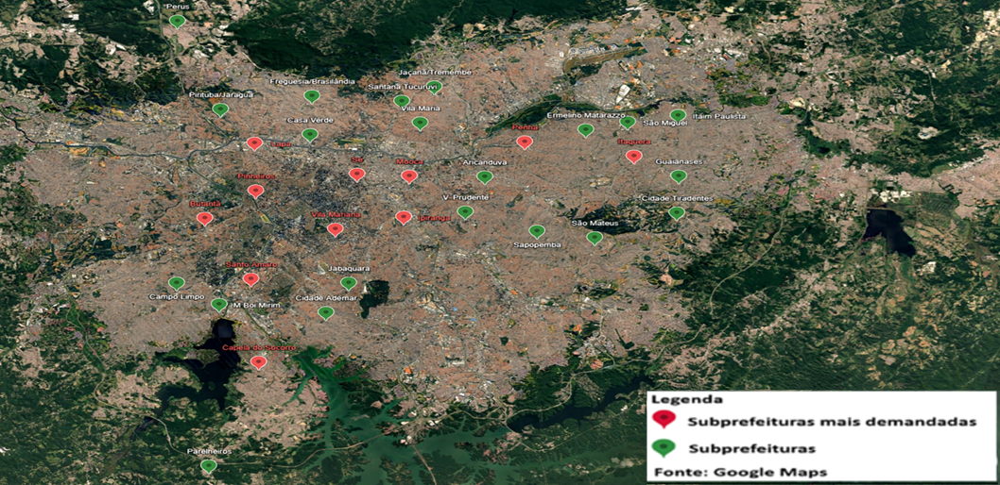 Perus
Jaçanã/Tremembé
Freguesia/Brasilândia
Santana Tucuruvi
Pirituba/Jaraguá
Vila Maria
Casa Verde
Ermelino Matarazzo
Itaim Paulista
São Miguel
Penha
Lapa
Itaquera
Sé
Mooca
Aricanduva
Guaianases
Pinheiros
Butantã
V. Prudente
Cidade Tiradentes
Vila Mariana
Ipiranga
São Mateus
Sapopemba
Santo Amaro
Jabaquara
Campo Limpo
M'Boi Mirim
Cidade Ademar
Capela do Socorro
Parelheiros
Legenda
Subprefeituras mais demandadas
Subprefeituras
Fonte: Google Maps